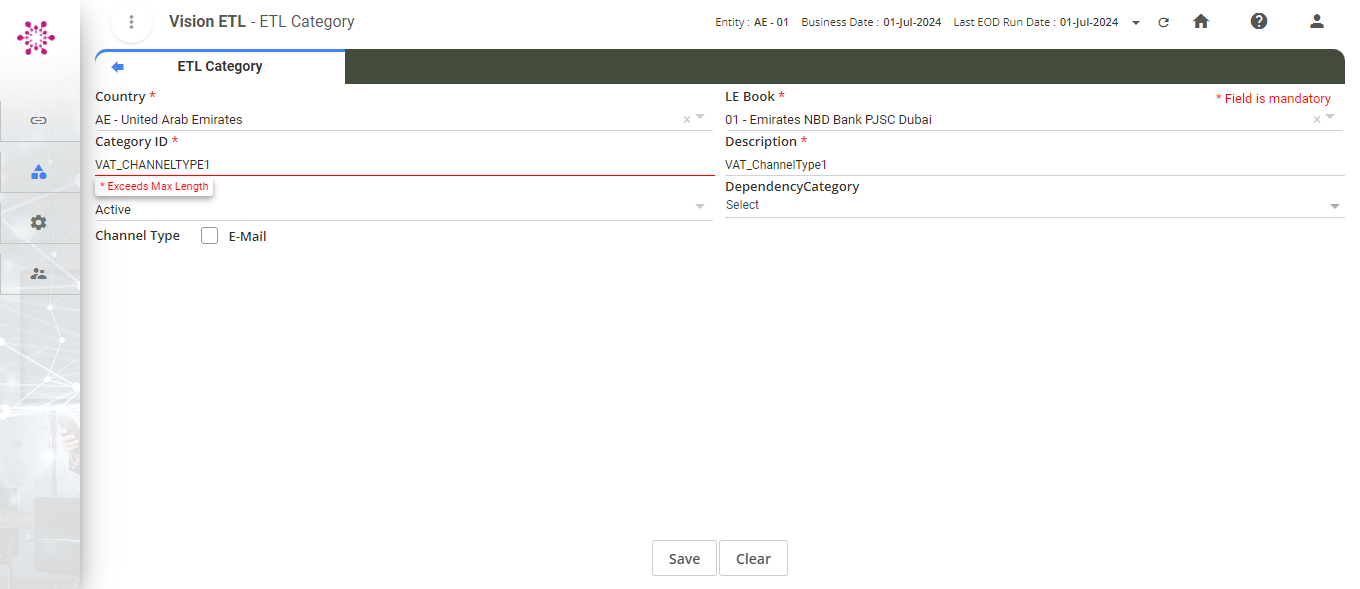 Vision ETL - ETL Category
Entity : AE - 01 Business Date : 01-Jul-2024 Last EOD Run Date : 01-Jul-2024
ETL Category
Country *
LE Book *
* Field is mandatory
AE - United Arab Emirates
01 - Emirates NBD Bank PJSC Dubai
Category ID *
Description *
VAT_CHANNELTYPE1
VAT_ChannelType1
* Exceeds Max Length
DependencyCategory
Active
Select
Channel Type
E-Mail
Save
Clear